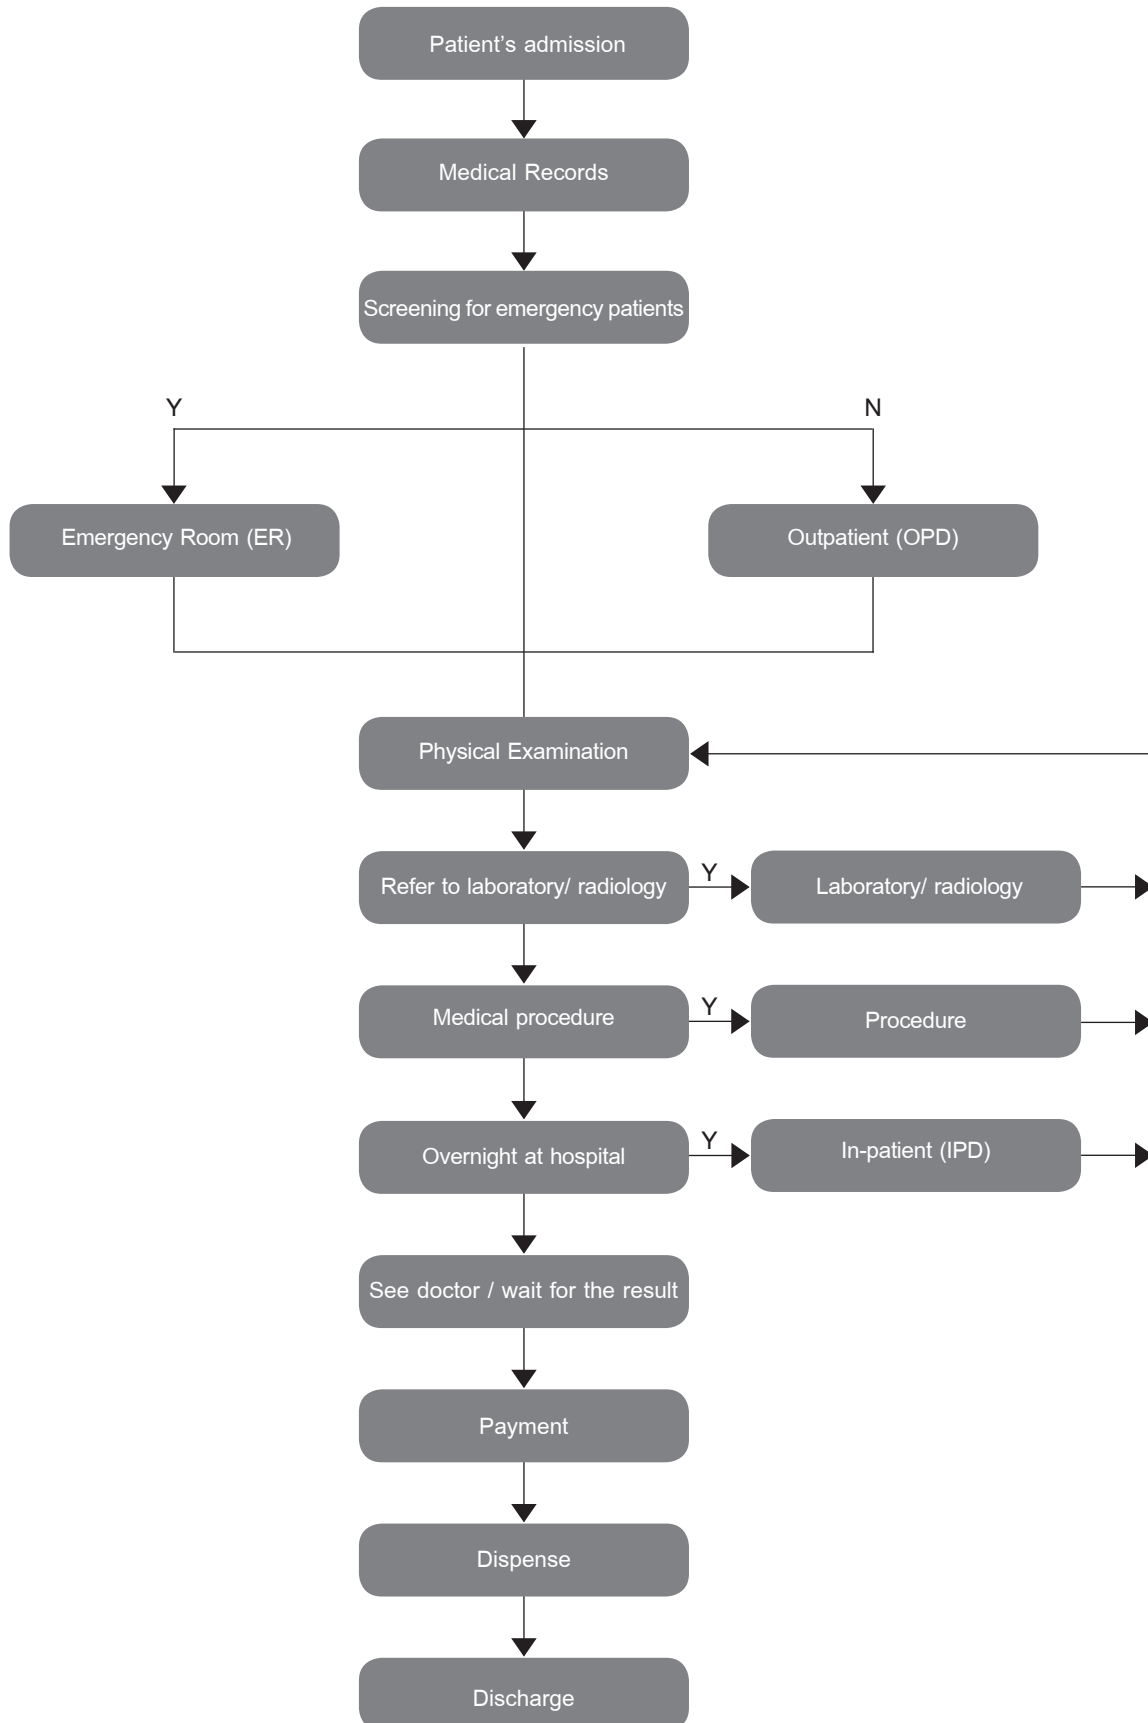 Patient’s admission
Medical Records
Screening for emergency patients
Y
N
Emergency Room (ER)
Outpatient (OPD)
Physical Examination
Refer to laboratory/ radiology
Y
Laboratory/ radiology
Medical procedure
Y
Procedure
Overnight at hospital
Y
In-patient (IPD)
See doctor / wait for the result
Payment
Dispense
Discharge